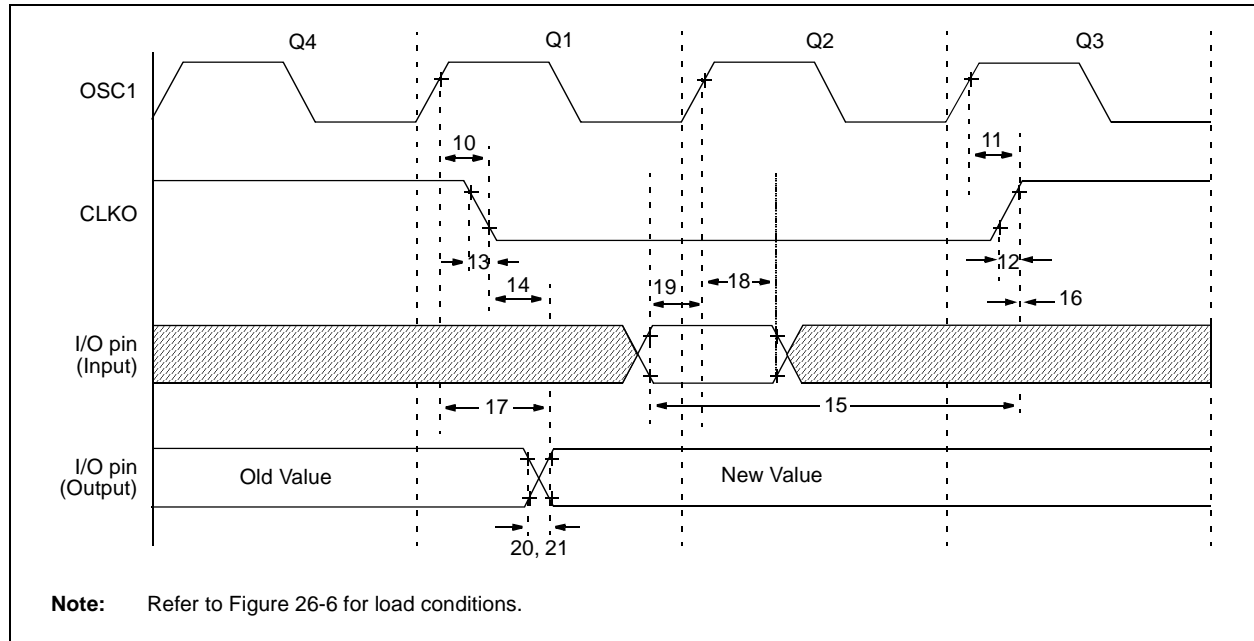 Q4 Q1 Q2 Q3
OSC1
10 11
CLKO
13 12
14 19 18 16
I/O pin
(Input)
17 15
I/O pin
(Output)
Old Value New Value
20, 21
Note: Refer to Figure 26-6 for load conditions.